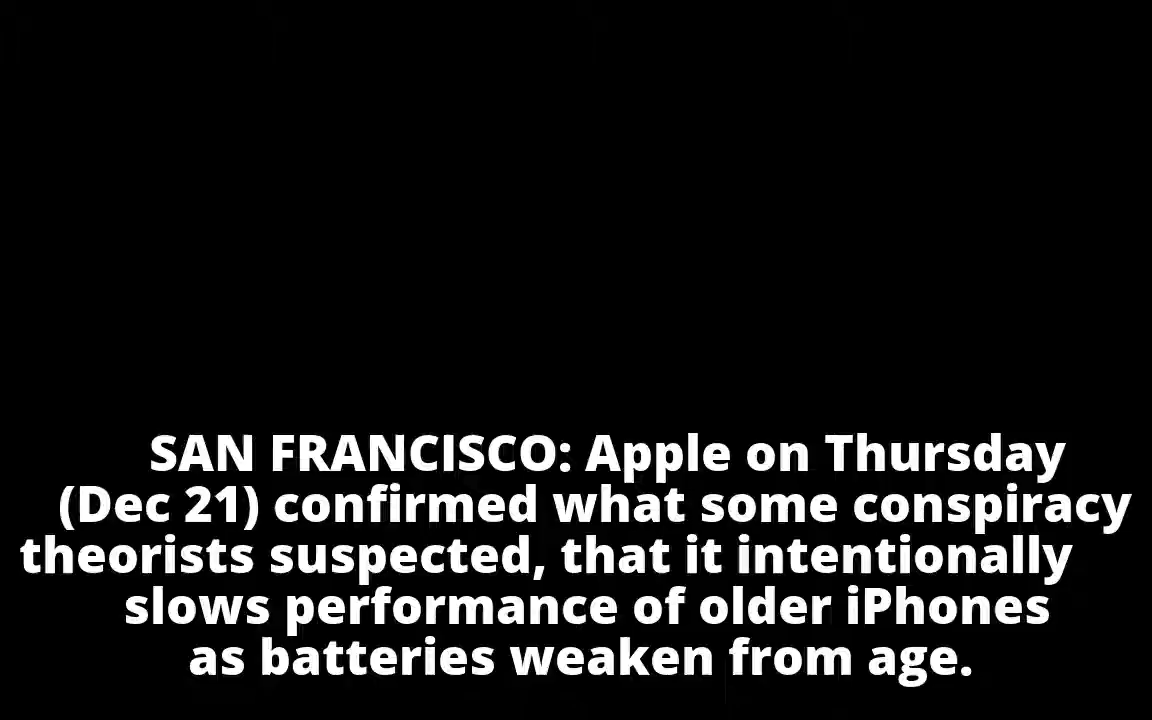 SAN FRANCISCO: Apple on Thursday
(Dec 21) confirmed what some conspiracy
theorists suspected, that it intentionally
slows performance of older iPhones
as batteries weaken from age.